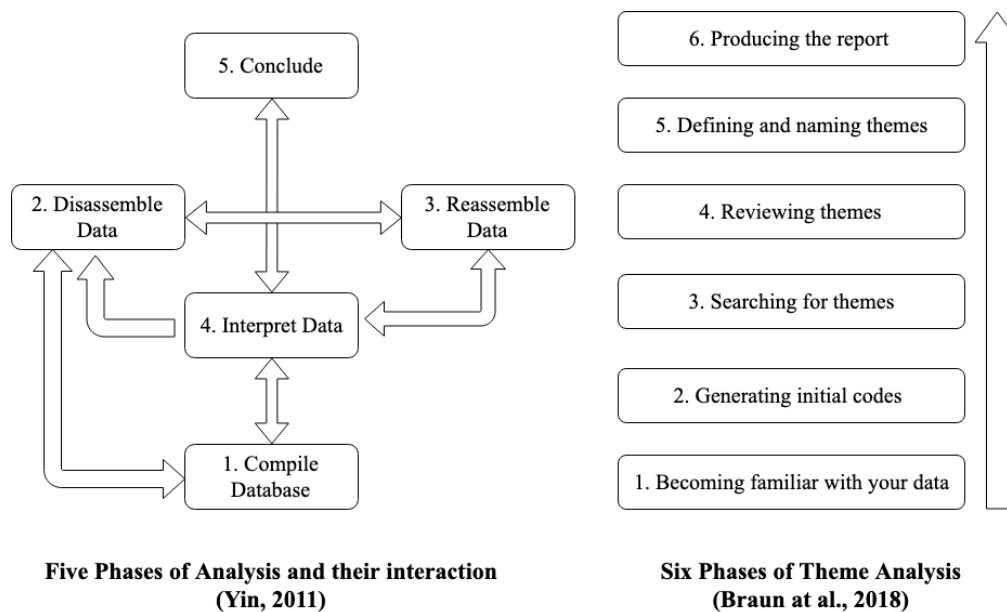 5. Conclude
2. Disassemble
Data
3. Reassemble
Data
4. Interpret Data
1. Compile
Database
Five Phases of Analysis and their interaction
(Yin, 2011)
6. Producing the report
5. Defining and naming themes
4. Reviewing themes
3. Searching for themes
2. Generating initial codes
1. Becoming familiar with your data
Six Phases of Theme Analysis
(Braun at al., 2018)